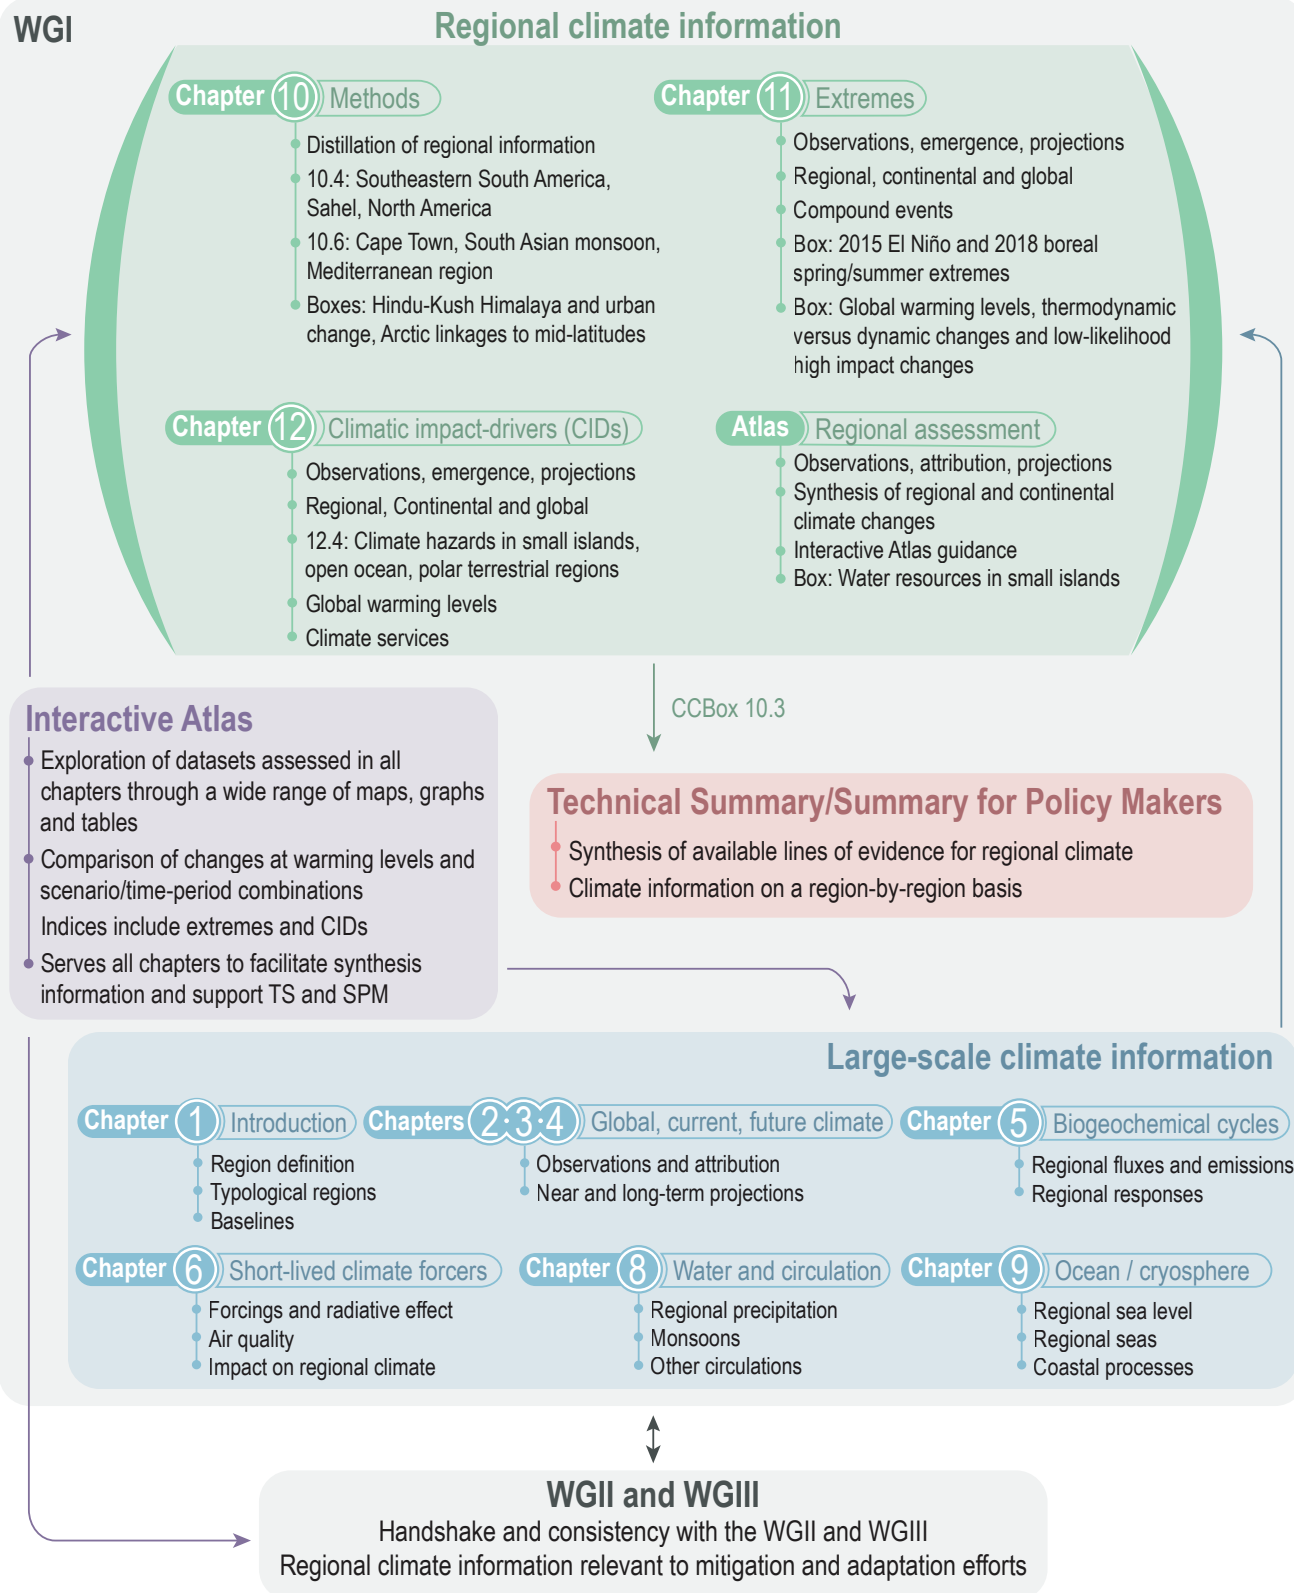 WGI
Regional climate information
Chapter 10 Methods
Distillation of regional information
10.4: Southeastern South America,
Sahel, North America
10.6: Cape Town, South Asian monsoon,
Mediterranean region
Boxes: Hindu-Kush Himalaya and urban
change, Arctic linkages to mid-latitudes
Chapter 11 Extremes
Observations, emergence, projections
Regional, continental and global
Compound events
Box: 2015 El Niño and 2018 boreal
spring/summer extremes
Box: Global warming levels, thermodynamic
versus dynamic changes and low-likelihood
high impact changes
Chapter 12 Climatic impact-drivers (CIDs)
Observations, emergence, projections
Regional, Continental and global
12.4: Climate hazards in small islands,
open ocean, polar terrestrial regions
Global warming levels
Climate services
Atlas Regional assessment
Observations, attribution, projections
Synthesis of regional and continental
climate changes
Interactive Atlas guidance
Box: Water resources in small islands
CCBox 10.3
Interactive Atlas
Exploration of datasets assessed in all
chapters through a wide range of maps, graphs
and tables
Comparison of changes at warming levels and
scenario/time-period combinations
Indices include extremes and CIDs
Serves all chapters to facilitate synthesis
information and support TS and SPM
Technical Summary/Summary for Policy Makers
Synthesis of available lines of evidence for regional climate
Climate information on a region-by-region basis
Large-scale climate information
Chapter 1 Introduction
Region definition
Typological regions
Baselines
Chapters 2·3·4 Global, current, future climate
Observations and attribution
Near and long-term projections
Chapter 5 Biogeochemical cycles
Regional fluxes and emissions
Regional responses
Chapter 6 Short-lived climate forcers
Forcings and radiative effect
Air quality
Impact on regional climate
Chapter 8 Water and circulation
Regional precipitation
Monsoons
Other circulations
Chapter 9 Ocean / cryosphere
Regional sea level
Regional seas
Coastal processes
WGII and WGIII
Handshake and consistency with the WGII and WGIII
Regional climate information relevant to mitigation and adaptation efforts